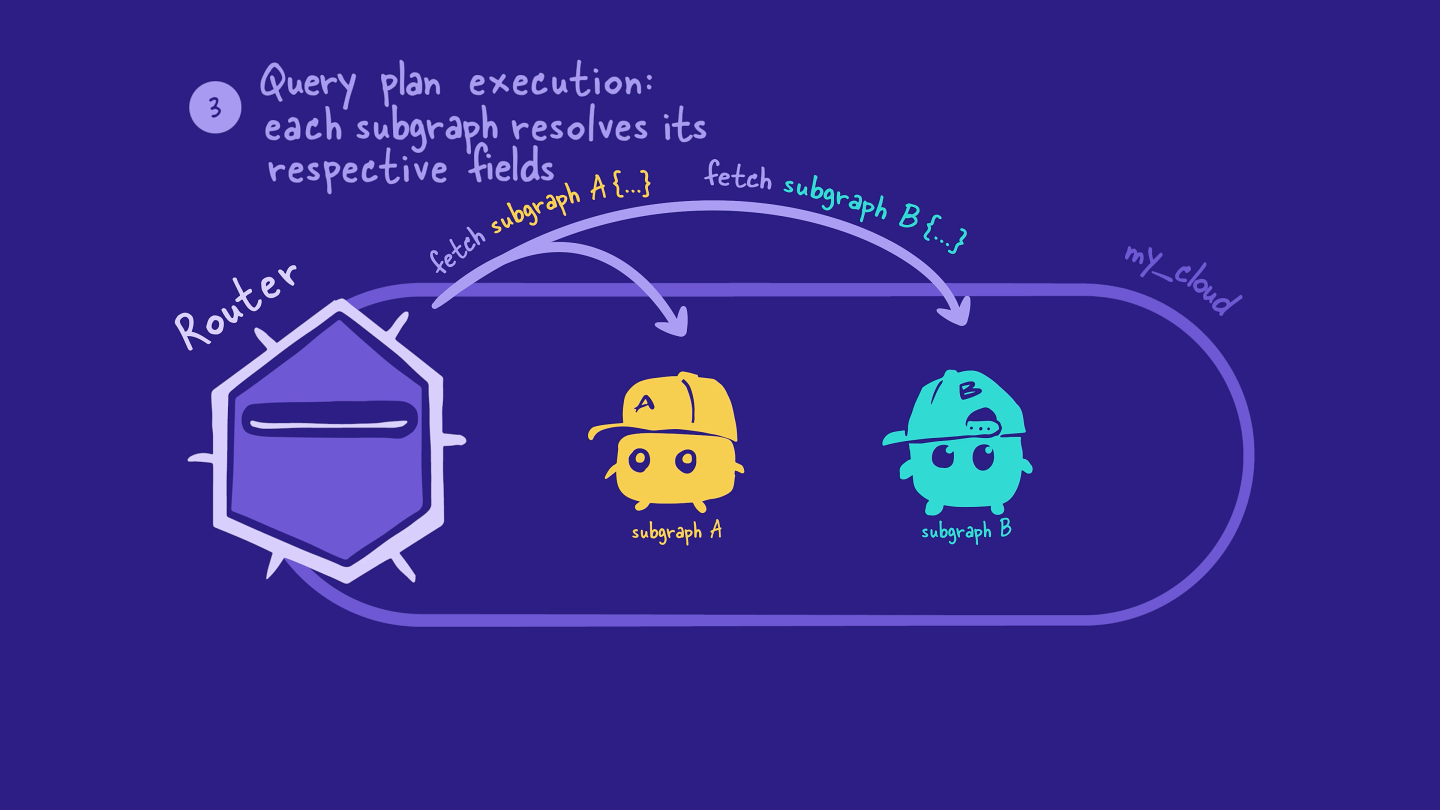 3
Query plan execution:
each subgraph resolves its
respective fields
fetch subgraph A {...}
fetch subgraph B {...}
my_cloud
Router
A
B
subgraph A
subgraph B